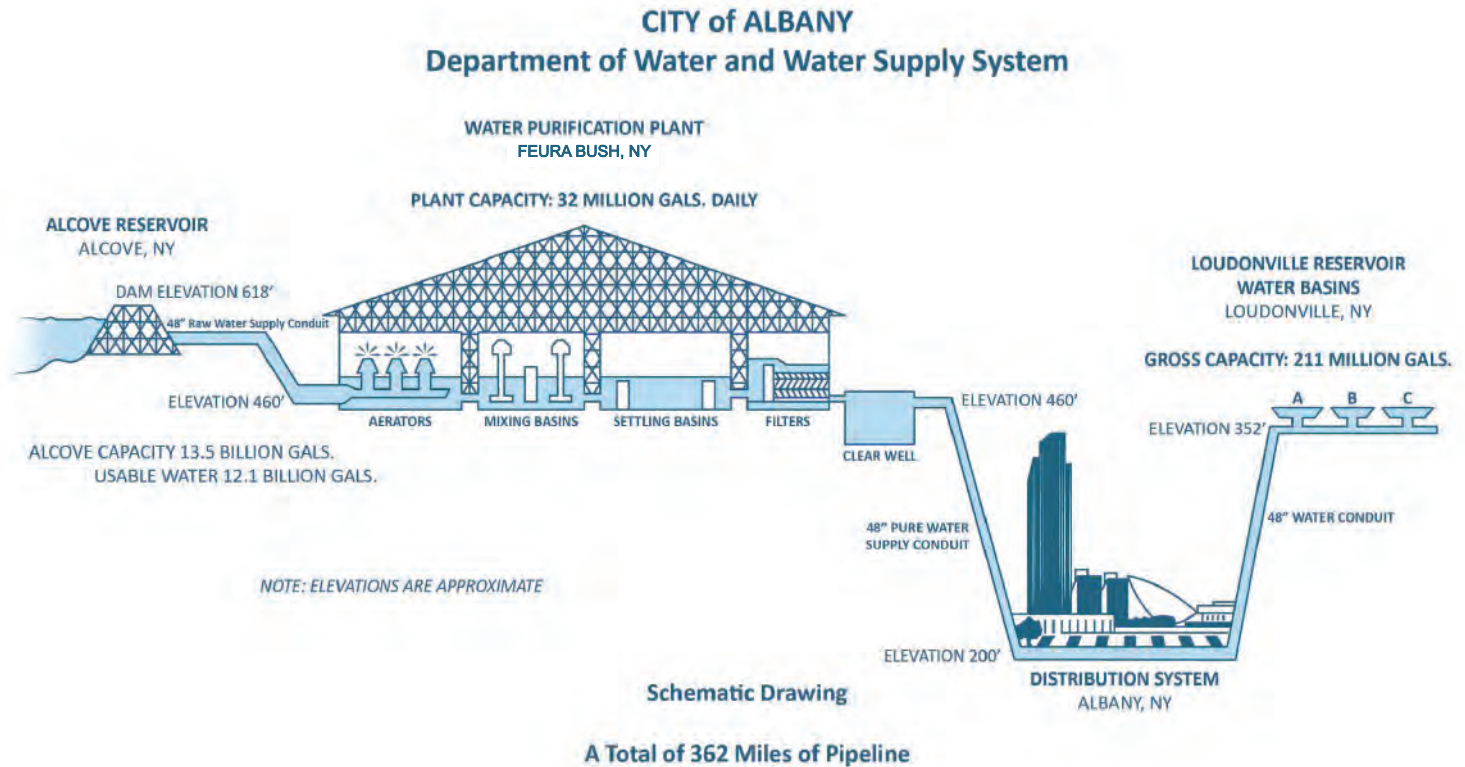 CITY of ALBANY
Department of Water and Water Supply System
WATER PURIFICATION PLANT
FEURA BUSH, NY
PLANT CAPACITY: 32 MILLION GALS. DAILY
ALCOVE RESERVOIR
ALCOVE, NY
DAM ELEVATION 618'
48" Raw Water Supply Conduit
ELEVATION 460'
ALCOVE CAPACITY 13.5 BILLION GALS.
USABLE WATER 12.1 BILLION GALS.
AERATORS
MIXING BASINS
SETTLING BASINS
FILTERS
CLEAR WELL
ELEVATION 460'
48" PURE WATER
SUPPLY CONDUIT
ELEVATION 200'
DISTRIBUTION SYSTEM
ALBANY, NY
LOUDONVILLE RESERVOIR
WATER BASINS
LOUDONVILLE, NY
GROSS CAPACITY: 211 MILLION GALS.
A B C
ELEVATION 352'
48" WATER CONDUIT
NOTE: ELEVATIONS ARE APPROXIMATE
Schematic Drawing
A Total of 362 Miles of Pipeline